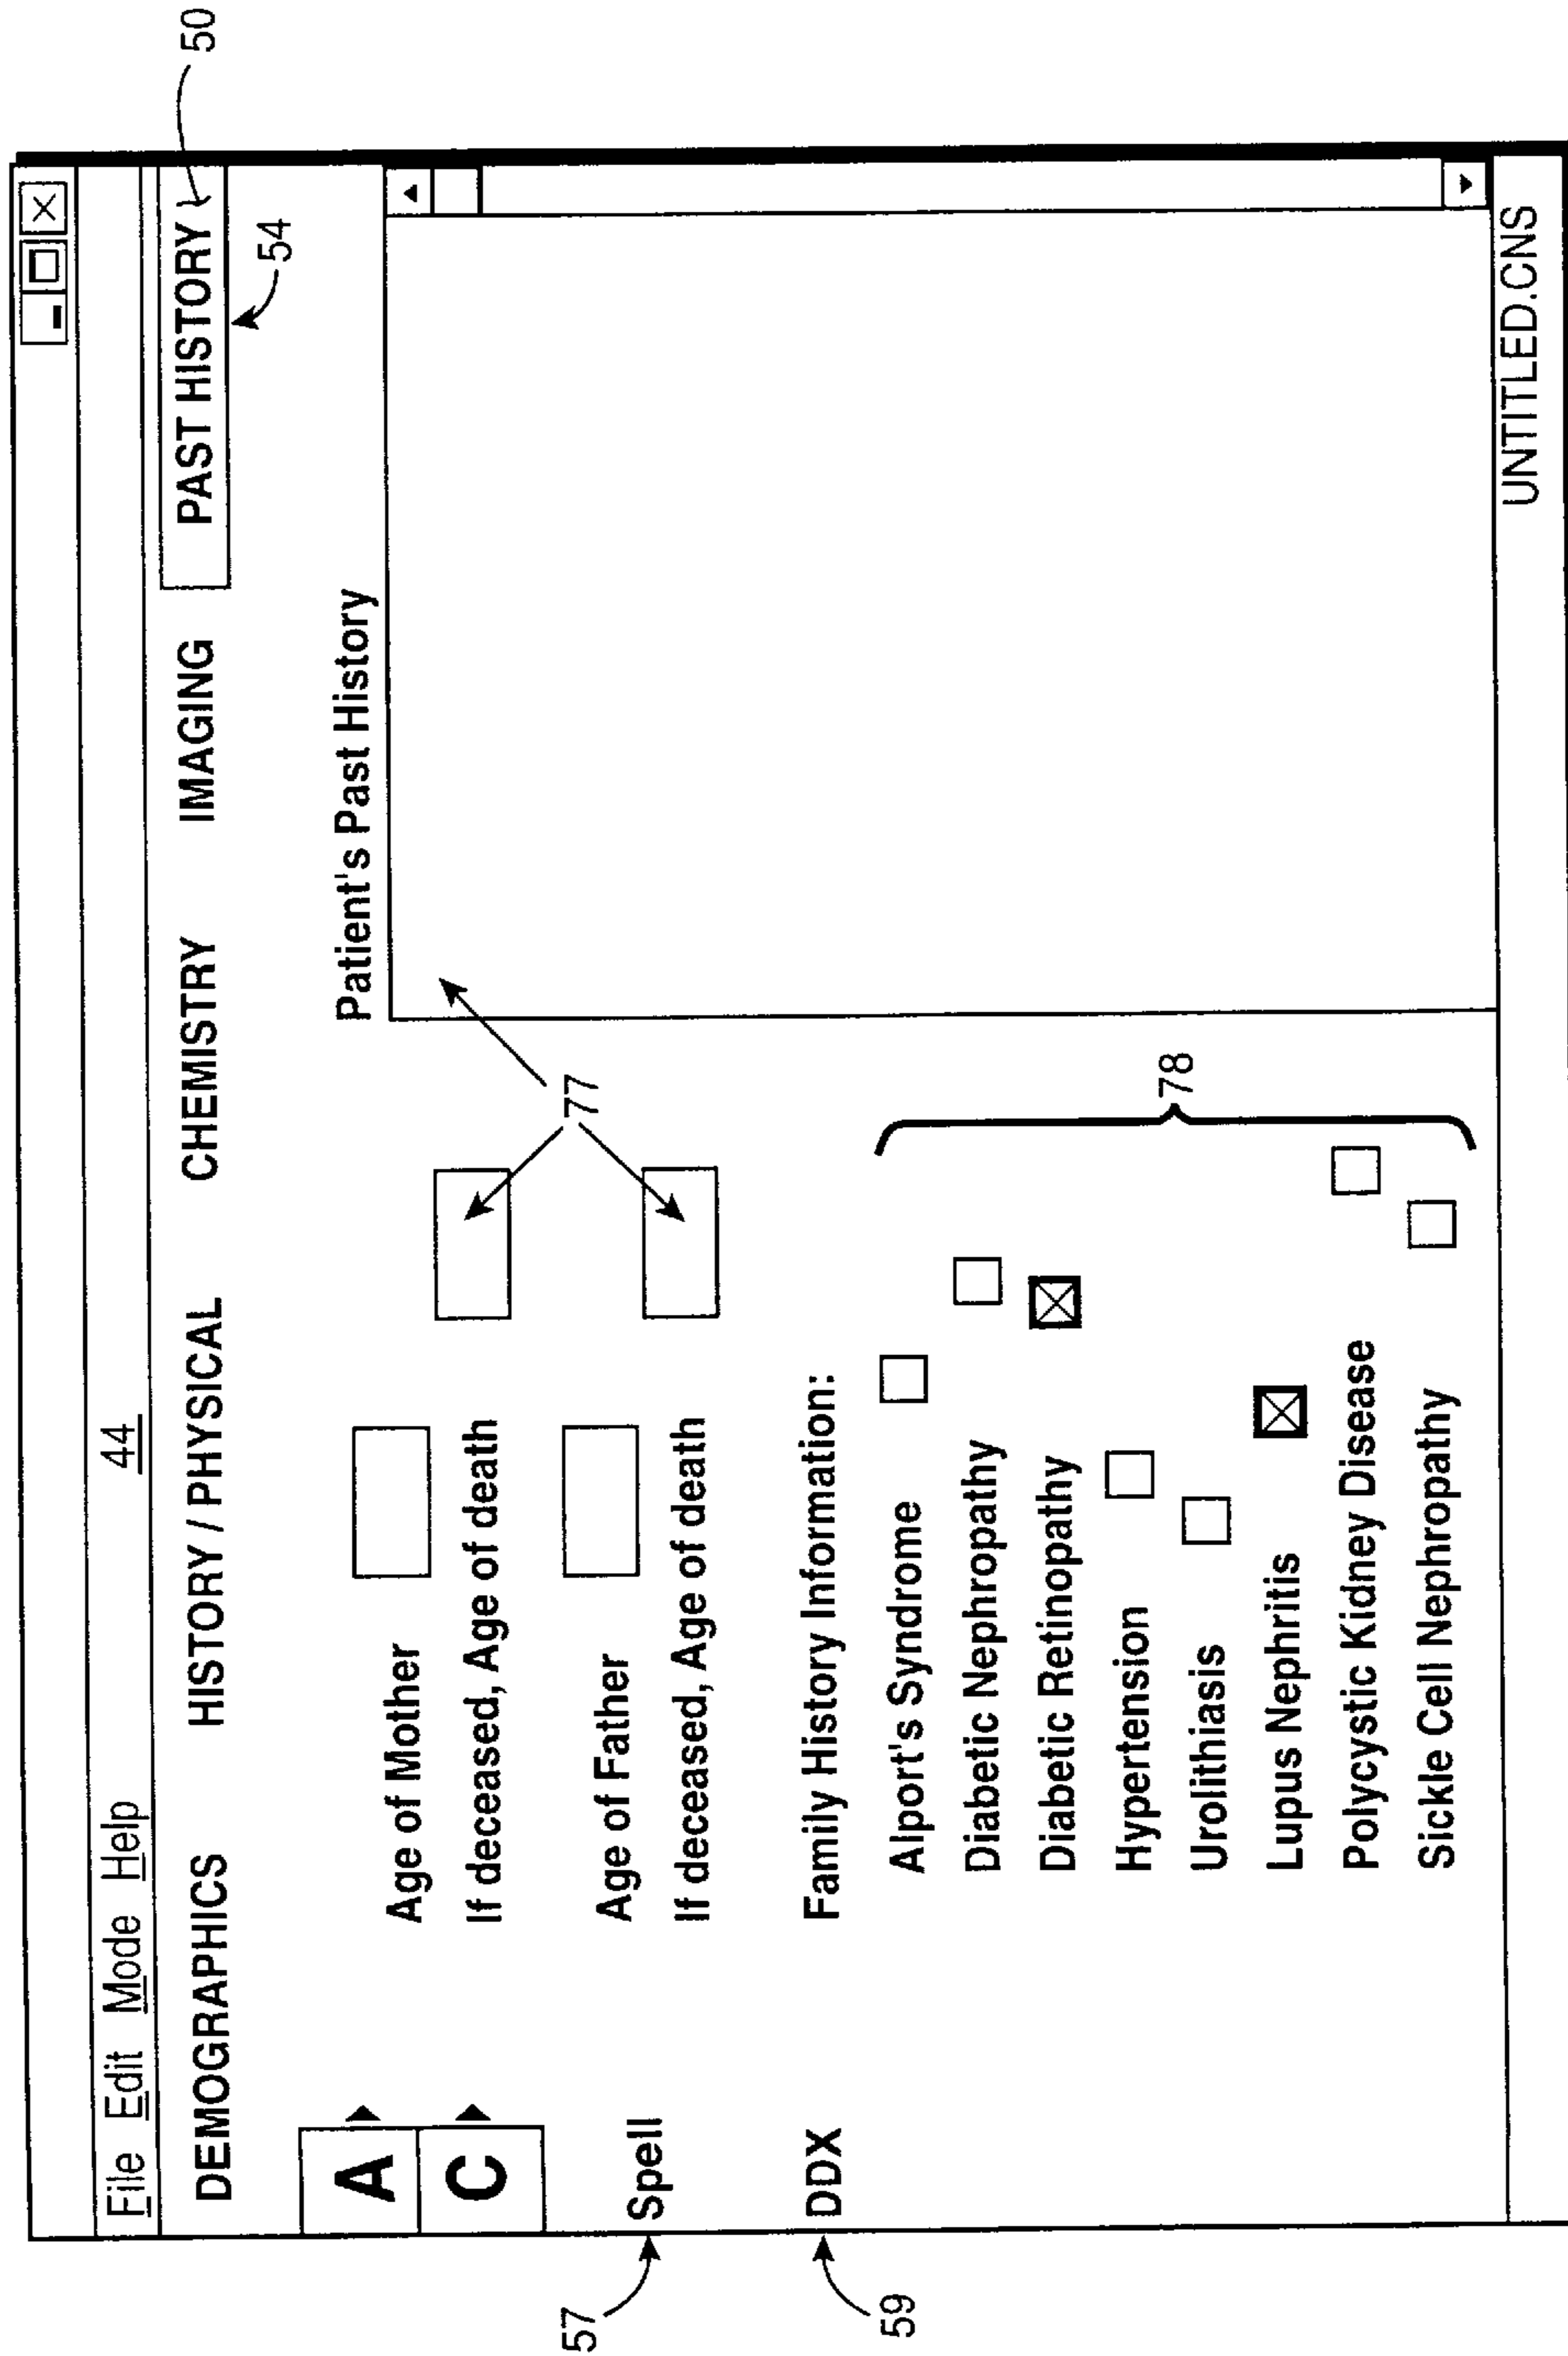 File Edit Mode Help
44
DEMOGRAPHICS
HISTORY / PHYSICAL
CHEMISTRY
IMAGING
PAST HISTORY
50
54
A
C
Spell
57
DDX
59
Age of Mother
If deceased, Age of death
Age of Father
If deceased, Age of death
77
Family History Information:
Alport's Syndrome
Diabetic Nephropathy
Diabetic Retinopathy
Hypertension
Urolithiasis
Lupus Nephritis
Polycystic Kidney Disease
Sickle Cell Nephropathy
78
Patient's Past History
UNTITLED.CNS